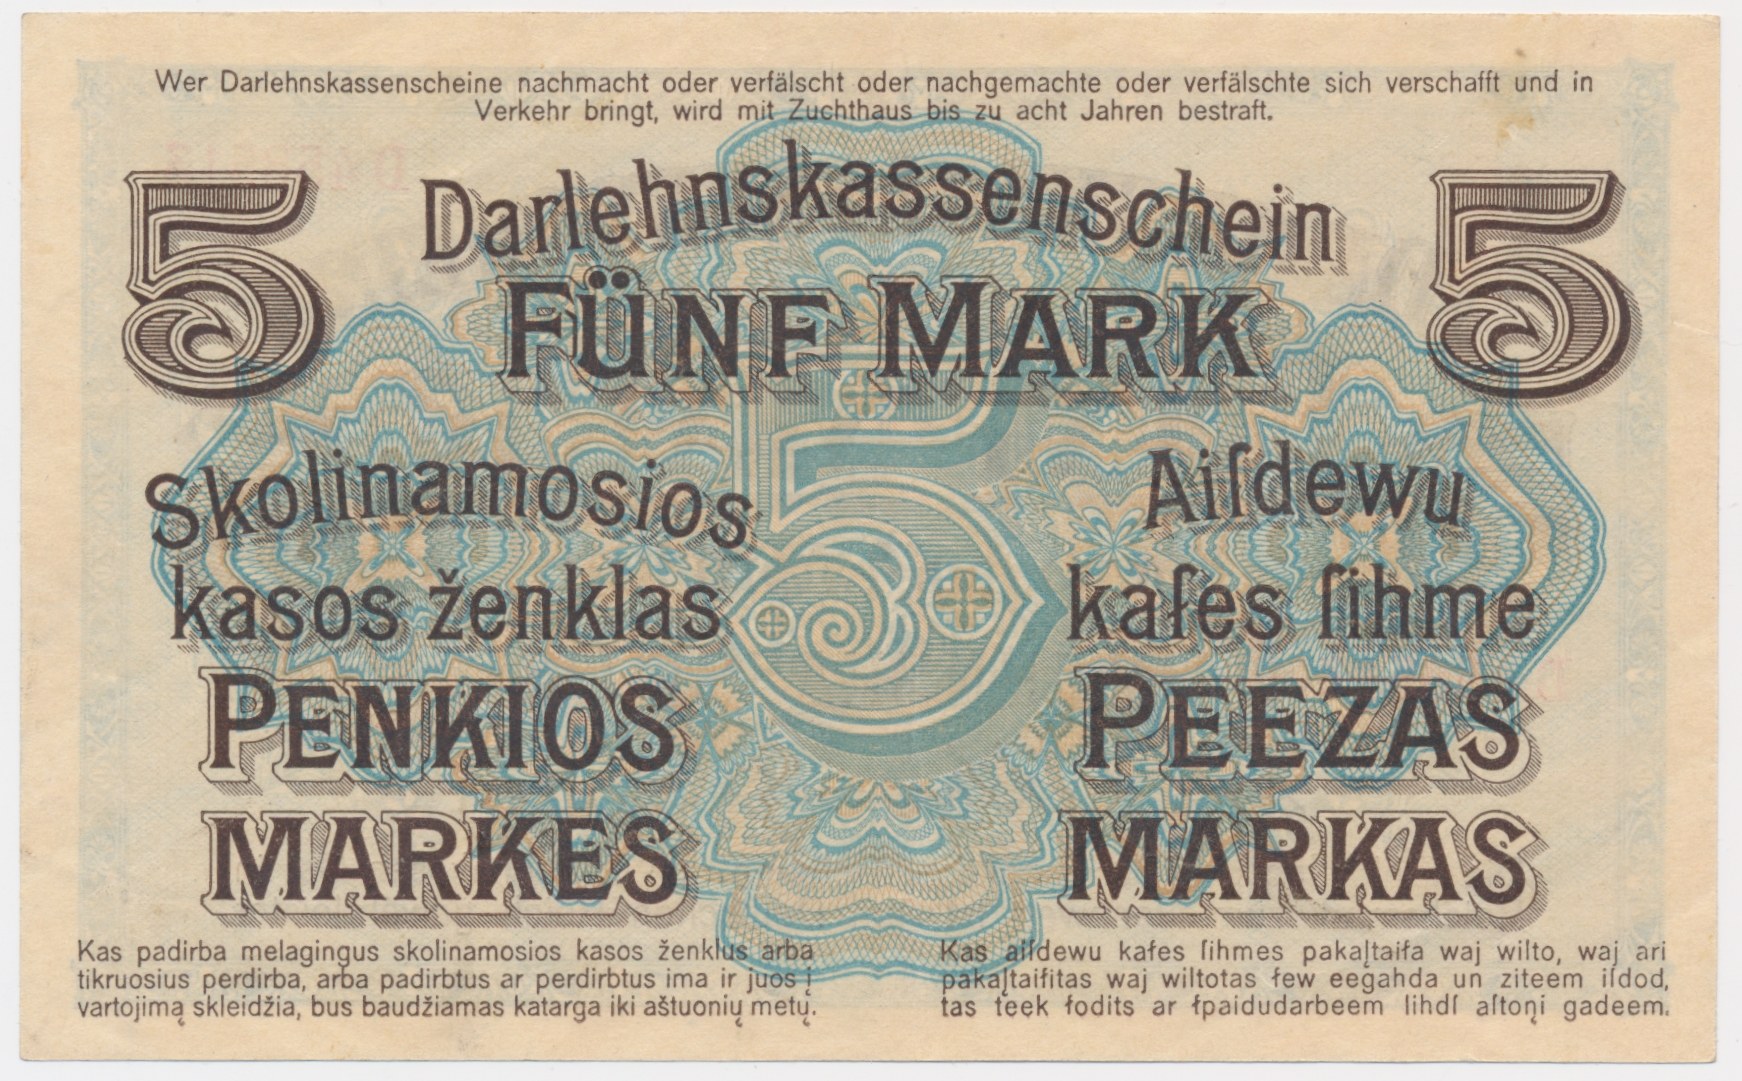 Wer Darlehnskassenscheine nachmacht oder verfälscht oder nachgemachte oder verfälschte sich verschafft und in
Verkehr bringt, wird mit Zuchthaus bis zu acht Jahren bestraft.
5 Darlehnskassenschein 5
FÜNF MARK
5
Skolinamosios
kasos ženklas
PENKIOS
MARKES
Aiſdewu
kaſes ſihme
PEEZAS
MARKAS
Kas padirba melagingus skolinamosios kasos ženklus arba
tikruosius perdirba, arba padirbtus ar perdirbtus ima ir juos į
vartojimą skleidžia, bus baudžiamas katarga iki aštuonių metų.
Kas aiſdewu kaſes ſihmes pakaļtaiſa waj wilto, waj ari
pakaļtaiſitas waj wiltotas ſew eegahda un ziteem iſdod,
tas teek ſodits ar ſpaidudarbeem lihdſ aſtoņi gadeem.